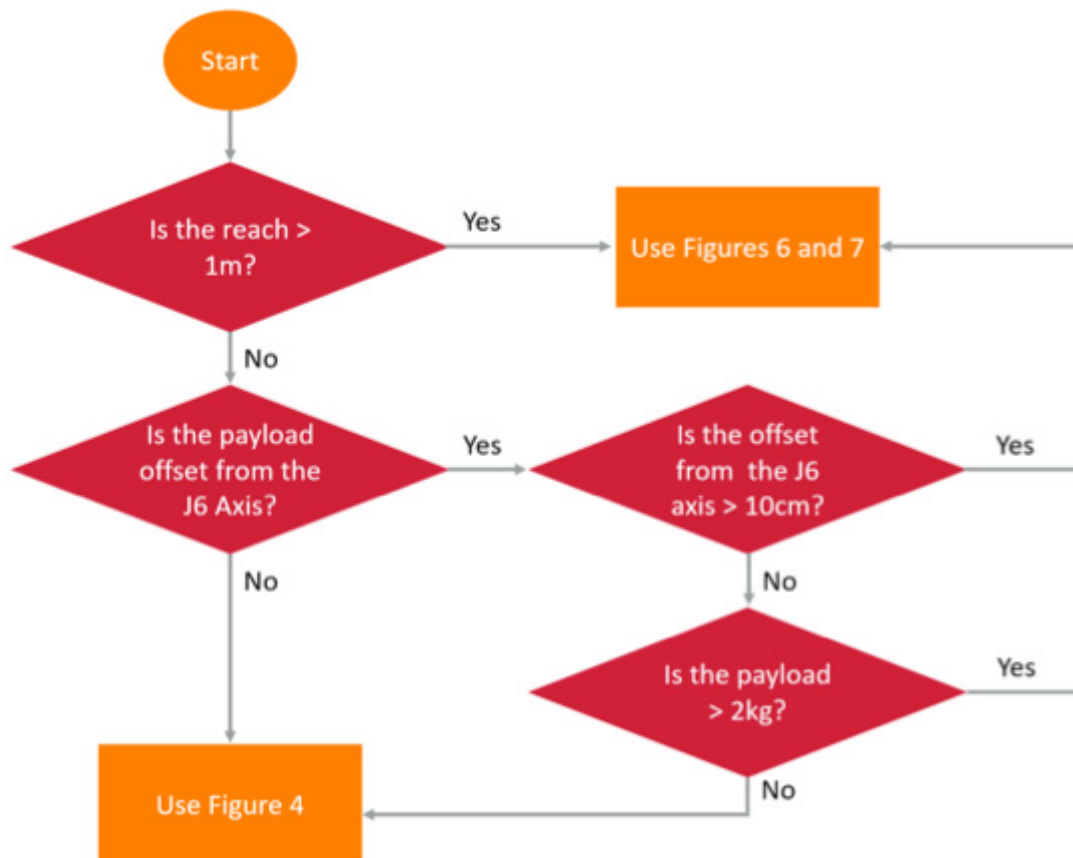 Start
Is the reach >
1m?
Yes
Use Figures 6 and 7
No
Is the payload
offset from the
J6 Axis?
Yes
Is the offset
from the J6
axis > 10cm?
Yes
No
No
Is the payload
> 2kg?
Yes
No
Use Figure 4